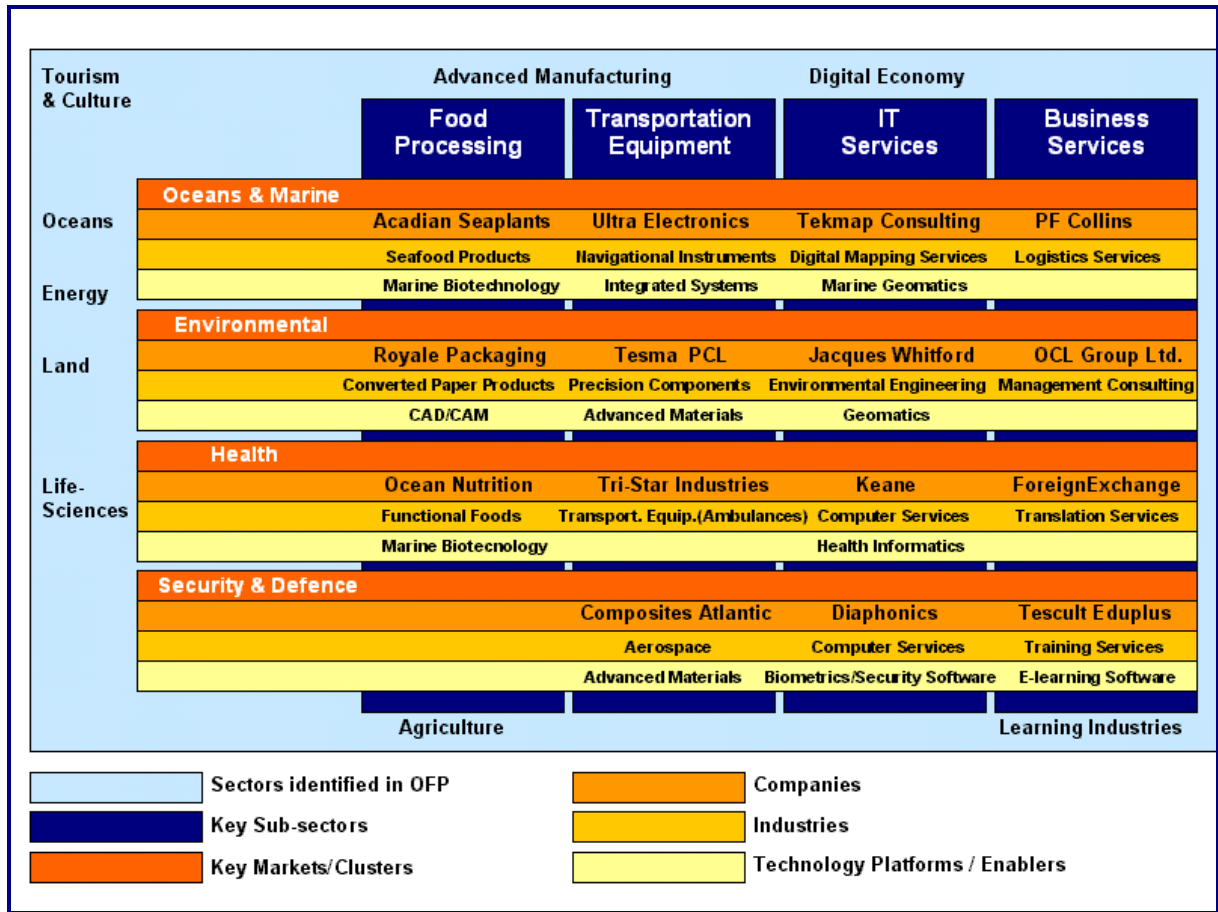 Tourism
& Culture
Advanced Manufacturing
Digital Economy
Food
Processing
Transportation
Equipment
IT
Services
Business
Services
Oceans & Marine
Oceans
Acadian Seaplants
Ultra Electronics
Tekmap Consulting
PF Collins
Seafood Products
Navigational Instruments
Digital Mapping Services
Logistics Services
Energy
Marine Biotechnology
Integrated Systems
Marine Geomatics
Environmental
Land
Royale Packaging
Tesma PCL
Jacques Whitford
OCL Group Ltd.
Converted Paper Products
Precision Components
Environmental Engineering
Management Consulting
CAD/CAM
Advanced Materials
Geomatics
Health
Life-
Sciences
Ocean Nutrition
Tri-Star Industries
Keane
ForeignExchange
Functional Foods
Transport. Equip.(Ambulances)
Computer Services
Translation Services
Marine Biotecnology
Health Informatics
Security & Defence
Composites Atlantic
Diaphonics
Tescult Eduplus
Aerospace
Computer Services
Training Services
Advanced Materials
Biometrics/Security Software
E-learning Software
Agriculture
Learning Industries
Sectors identified in OFP
Companies
Key Sub-sectors
Industries
Key Markets/Clusters
Technology Platforms / Enablers